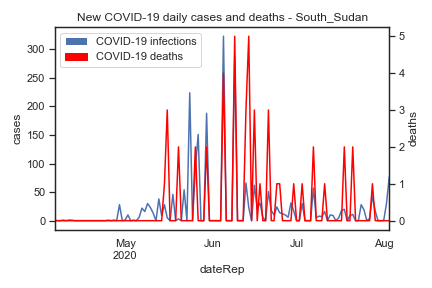 New COVID-19 daily cases and deaths - South_Sudan
COVID-19 infections
COVID-19 deaths
300
250
200
150
100
50
0
cases
5
4
3
2
1
0
deaths
May
2020
Jun
Jul
Aug
dateRep